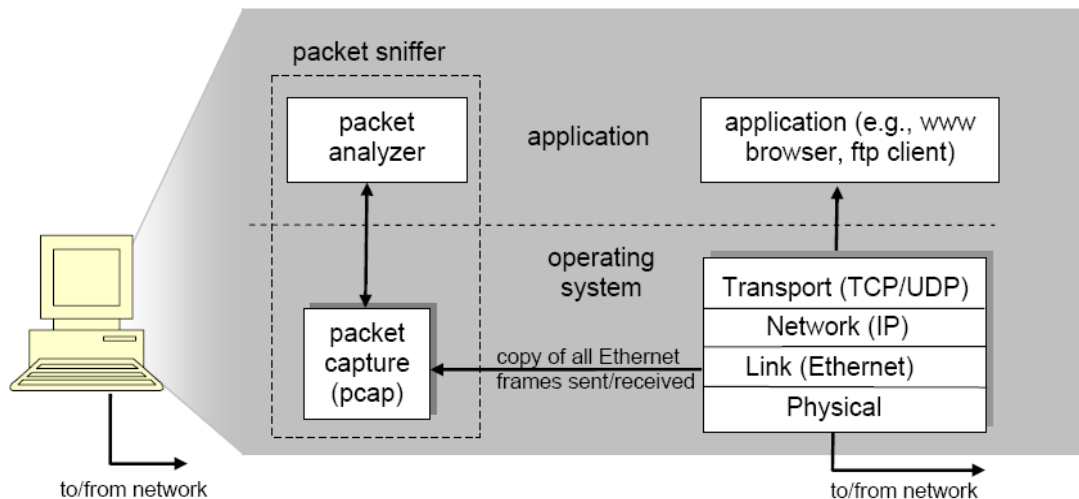 packet sniffer
packet
analyzer
application
application (e.g., www
browser, ftp client)
operating
system
packet
capture
(pcap)
copy of all Ethernet
frames sent/received
Transport (TCP/UDP)
Network (IP)
Link (Ethernet)
Physical
to/from network
to/from network